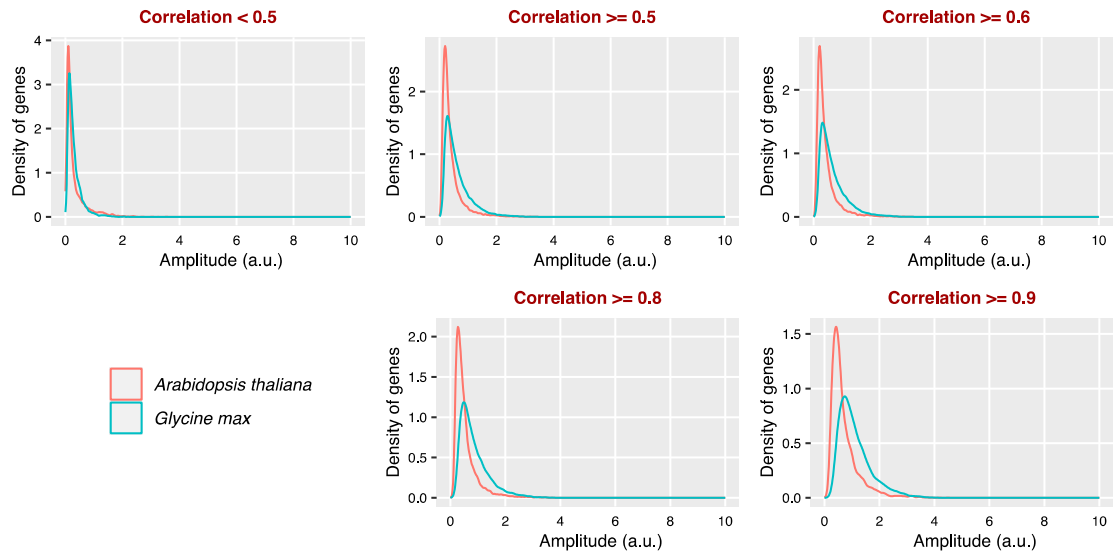 Correlation < 0.5
Density of genes
4
3
2
1
0
0 2 4 6 8 10
Amplitude (a.u.)
Correlation >= 0.5
Density of genes
2
1
0
0 2 4 6 8 10
Amplitude (a.u.)
Correlation >= 0.6
Density of genes
2
1
0
0 2 4 6 8 10
Amplitude (a.u.)
Arabidopsis thaliana
Glycine max
Correlation >= 0.8
Density of genes
2.0
1.5
1.0
0.5
0.0
0 2 4 6 8 10
Amplitude (a.u.)
Correlation >= 0.9
Density of genes
1.5
1.0
0.5
0.0
0 2 4 6 8 10
Amplitude (a.u.)